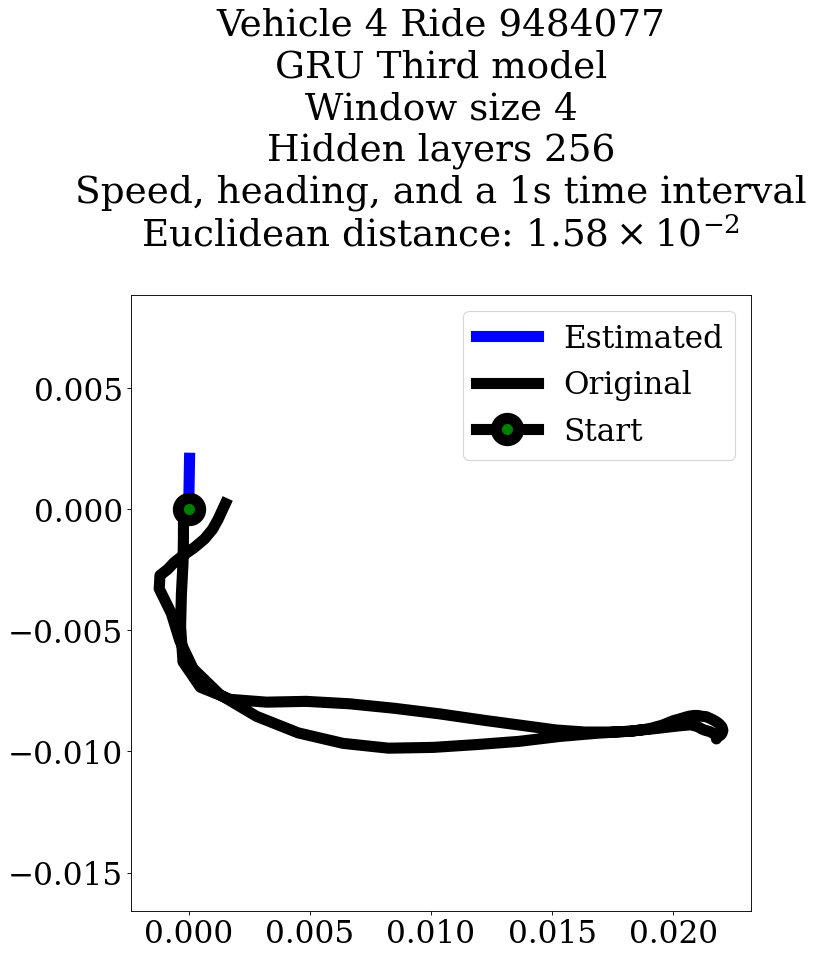 Vehicle 4 Ride 9484077
GRU Third model
Window size 4
Hidden layers 256
Speed, heading, and a 1s time interval
Euclidean distance: 1.58 × 10⁻²
Estimated
Original
Start
0.005
0.000
−0.005
−0.010
−0.015
0.000 0.005 0.010 0.015 0.020